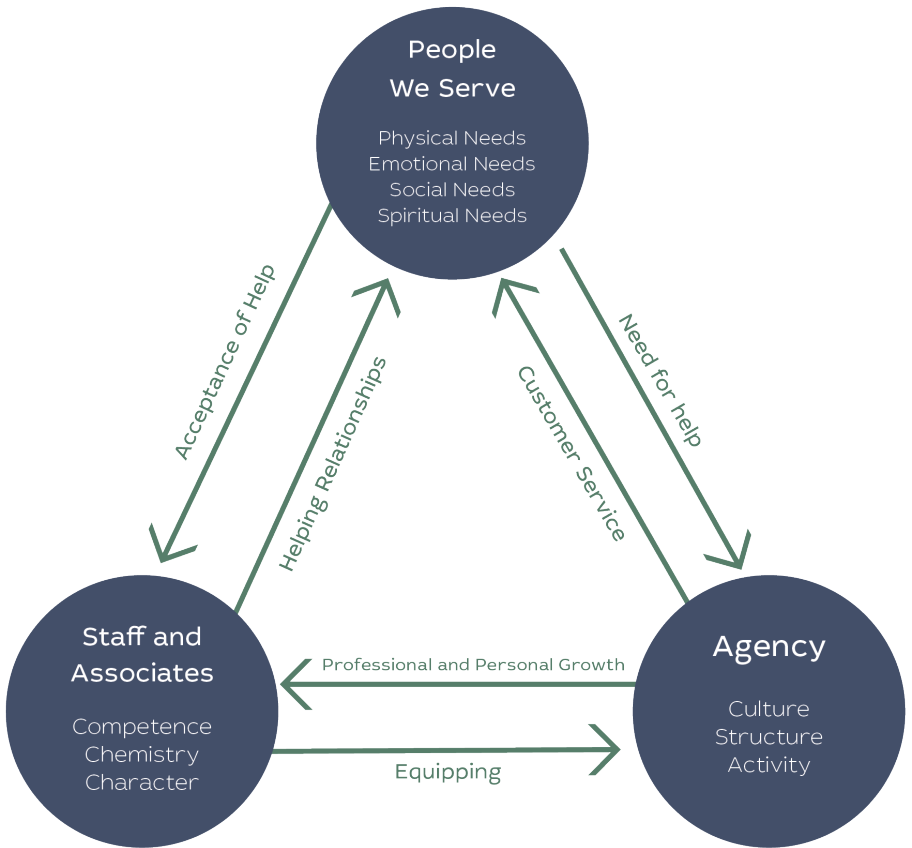 People
We Serve
Physical Needs
Emotional Needs
Social Needs
Spiritual Needs
Acceptance of Help
Helping Relationships
Customer Service
Need for help
Staff and
Associates
Competence
Chemistry
Character
Professional and Personal Growth
Equipping
Agency
Culture
Structure
Activity